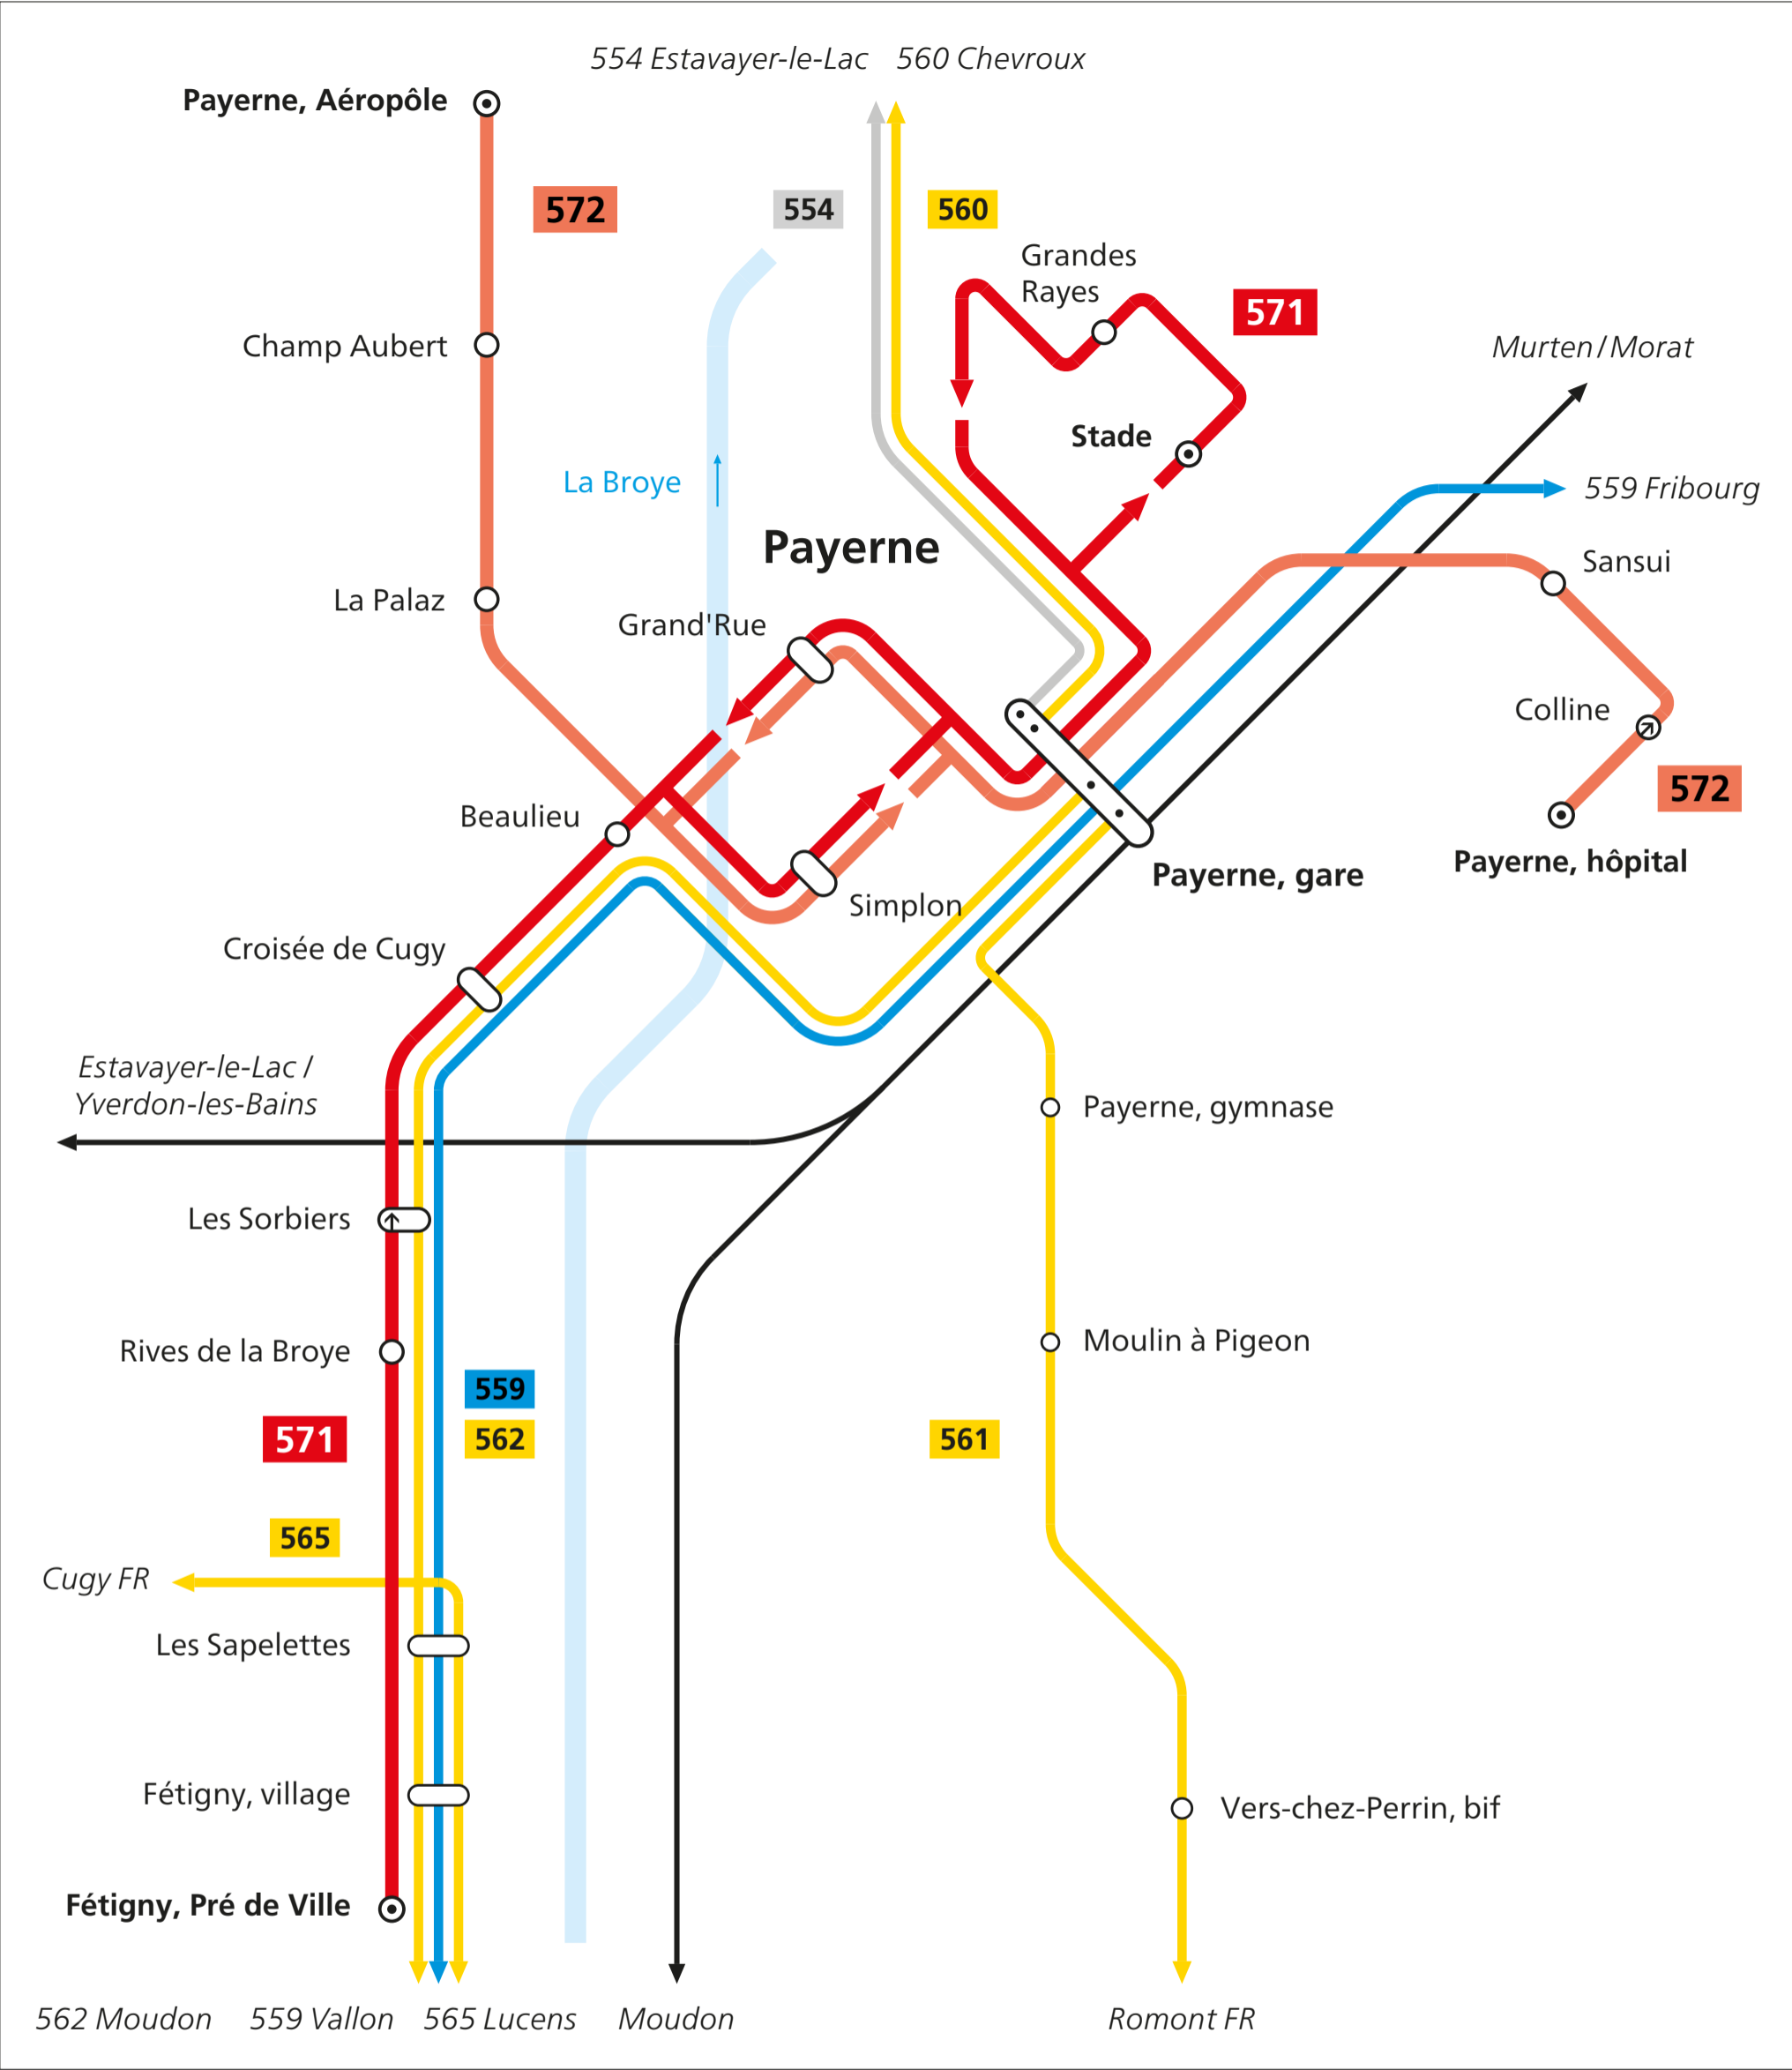 554 Estavayer-le-Lac
560 Chevroux
Payerne, Aéropôle
572
554
560
Grandes
Rayes
571
Champ Aubert
Murten/Morat
Stade
La Broye
559 Fribourg
Payerne
Sansui
La Palaz
Grand'Rue
Colline
572
Beaulieu
Payerne, hôpital
Payerne, gare
Simplon
Croisée de Cugy
Estavayer-le-Lac /
Yverdon-les-Bains
Payerne, gymnase
Les Sorbiers
Moulin à Pigeon
Rives de la Broye
559
571
562
561
565
Cugy FR
Les Sapelettes
Fétigny, village
Vers-chez-Perrin, bif
Fétigny, Pré de Ville
562 Moudon
559 Vallon
565 Lucens
Moudon
Romont FR